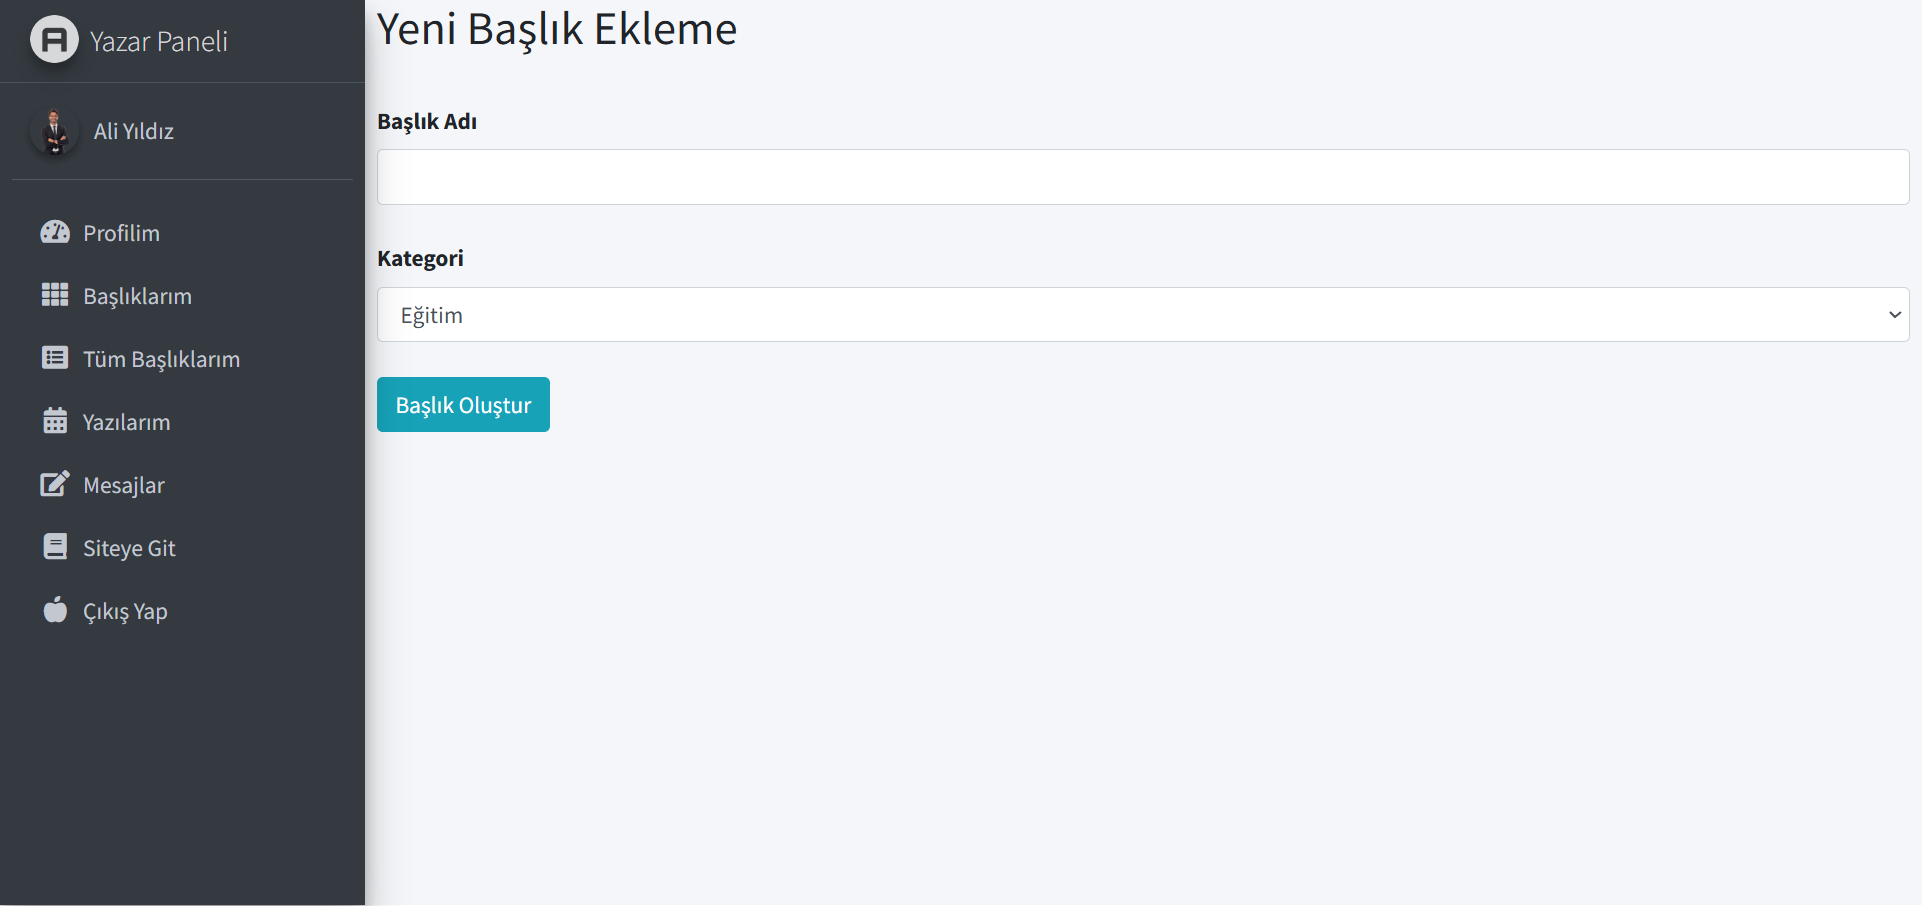 Yazar Paneli
Ali Yıldız
Profilim
Başlıklarım
Tüm Başlıklarım
Yazılarım
Mesajlar
Siteye Git
Çıkış Yap
Yeni Başlık Ekleme
Başlık Adı
Kategori
Eğitim
Başlık Oluştur